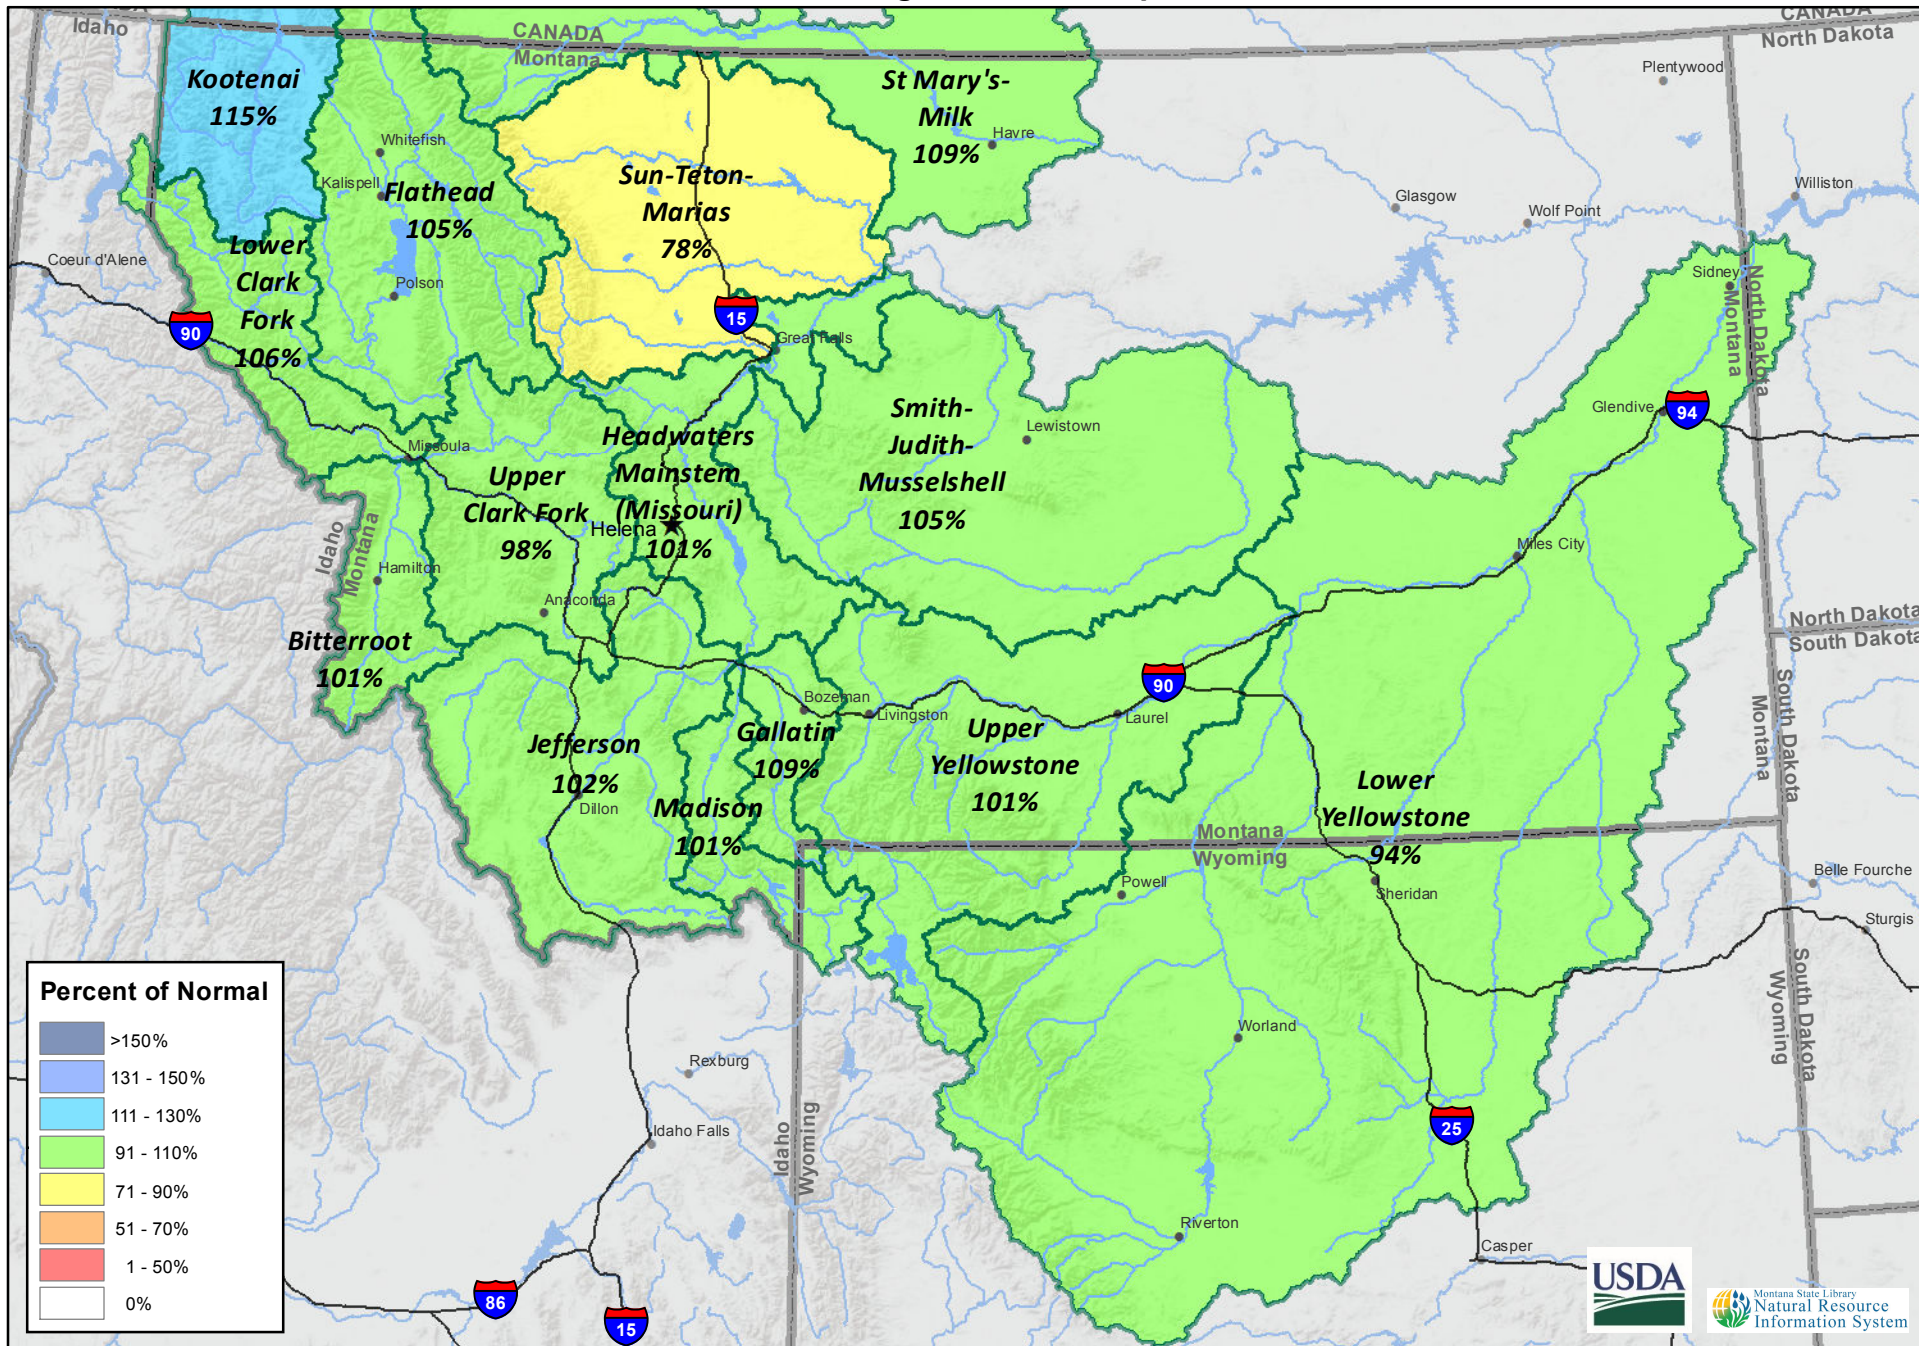 CANADA
Idaho
CANADA
Montana
CANADA
North Dakota
Kootenai
115%
St Mary's-
Milk
109%
Plentywood
Havre
Whitefish
Kalispell
Flathead
105%
Sun-Teton-
Marias
78%
Glasgow
Wolf Point
Williston
Lower
Clark
Fork
106%
Coeur d'Alene
Polson
Sidney
North Dakota
Montana
90
15
Great Falls
Glendive
94
Smith-
Judith-
Musselshell
105%
Lewistown
Headwaters
Mainstem
(Missouri)
101%
Helena
Missoula
Upper
Clark Fork
98%
Idaho
Montana
Hamilton
Anaconda
Miles City
North Dakota
South Dakota
Bitterroot
101%
90
Bozeman
Livingston
Laurel
South Dakota
Montana
Jefferson
102%
Dillon
Gallatin
109%
Madison
101%
Upper
Yellowstone
101%
Lower
Yellowstone
94%
Montana
Wyoming
Powell
Sheridan
Belle Fourche
Sturgis
South Dakota
Wyoming
Percent of Normal
>150%
131 - 150%
111 - 130%
91 - 110%
71 - 90%
51 - 70%
1 - 50%
0%
Rexburg
Idaho Falls
Idaho
Wyoming
Worland
25
Riverton
Casper
86
15
USDA
Montana State Library
Natural Resource
Information System